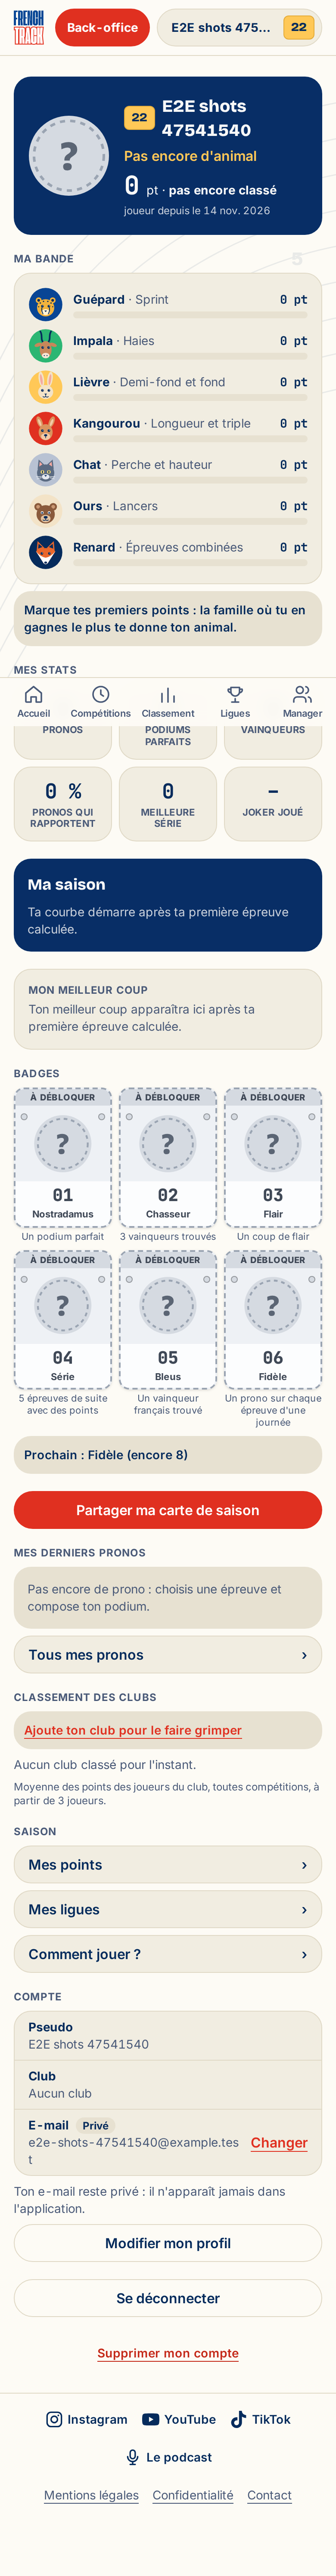 FRENCH
TRACK
Back-office
E2E shots 475… 22
22 E2E shots
47541540
Pas encore d'animal
0 pt · pas encore classé
joueur depuis le 14 nov. 2026
MA BANDE
5
Guépard · Sprint 0 pt
Impala · Haies 0 pt
Lièvre · Demi-fond et fond 0 pt
Kangourou · Longueur et triple 0 pt
Chat · Perche et hauteur 0 pt
Ours · Lancers 0 pt
Renard · Épreuves combinées 0 pt
Marque tes premiers points : la famille où tu en
gagnes le plus te donne ton animal.
MES STATS
Accueil Compétitions Classement Ligues Manager
PRONOS PODIUMS VAINQUEURS
PARFAITS
0 % 0 –
PRONOS QUI MEILLEURE JOKER JOUÉ
RAPPORTENT SÉRIE
Ma saison
Ta courbe démarre après ta première épreuve
calculée.
MON MEILLEUR COUP
Ton meilleur coup apparaîtra ici après ta
première épreuve calculée.
BADGES
À DÉBLOQUER À DÉBLOQUER À DÉBLOQUER
? ? ?
01 02 03
Nostradamus Chasseur Flair
Un podium parfait 3 vainqueurs trouvés Un coup de flair
À DÉBLOQUER À DÉBLOQUER À DÉBLOQUER
? ? ?
04 05 06
Série Bleus Fidèle
5 épreuves de suite Un vainqueur Un prono sur chaque
avec des points français trouvé épreuve d'une
journée
Prochain : Fidèle (encore 8)
Partager ma carte de saison
MES DERNIERS PRONOS
Pas encore de prono : choisis une épreuve et
compose ton podium.
Tous mes pronos ›
CLASSEMENT DES CLUBS
Ajoute ton club pour le faire grimper
Aucun club classé pour l'instant.
Moyenne des points des joueurs du club, toutes compétitions, à
partir de 3 joueurs.
SAISON
Mes points ›
Mes ligues ›
Comment jouer ? ›
COMPTE
Pseudo
E2E shots 47541540
Club
Aucun club
E-mail Privé
e2e-shots-47541540@example.tes
t
Changer
Ton e-mail reste privé : il n'apparaît jamais dans
l'application.
Modifier mon profil
Se déconnecter
Supprimer mon compte
Instagram YouTube TikTok
Le podcast
Mentions légales Confidentialité Contact